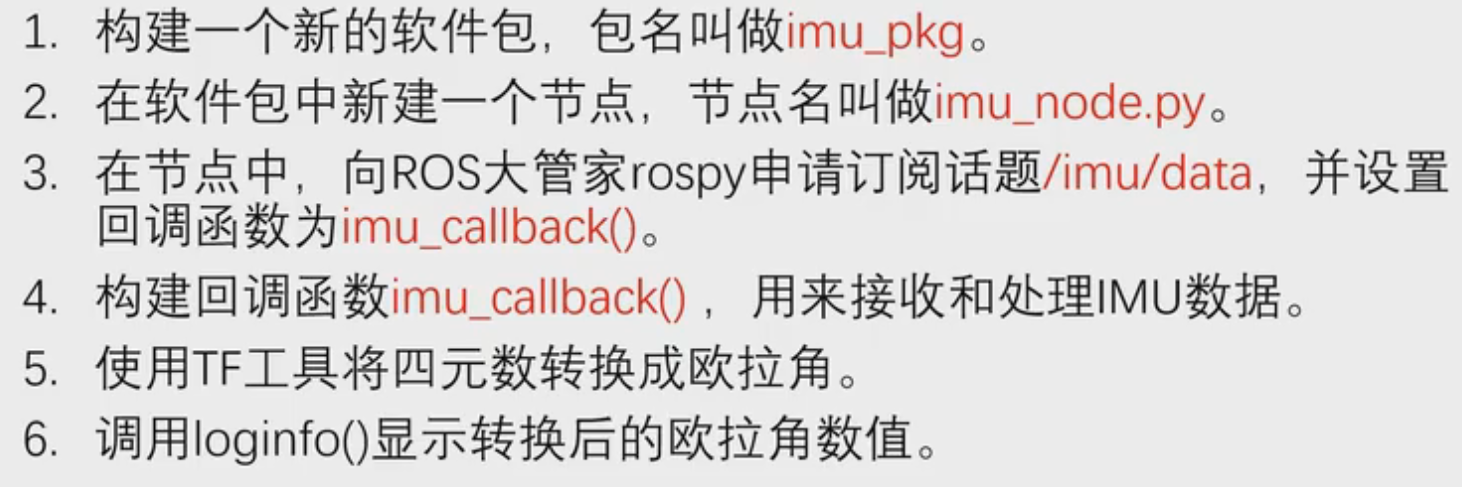 1. 构建一个新的软件包，包名叫做imu_pkg。
2. 在软件包中新建一个节点，节点名叫做imu_node.py。
3. 在节点中，向ROS大管家rospy申请订阅话题/imu/data，并设置
回调函数为imu_callback()。
4. 构建回调函数imu_callback()，用来接收和处理IMU数据。
5. 使用TF工具将四元数转换成欧拉角。
6. 调用loginfo()显示转换后的欧拉角数值。